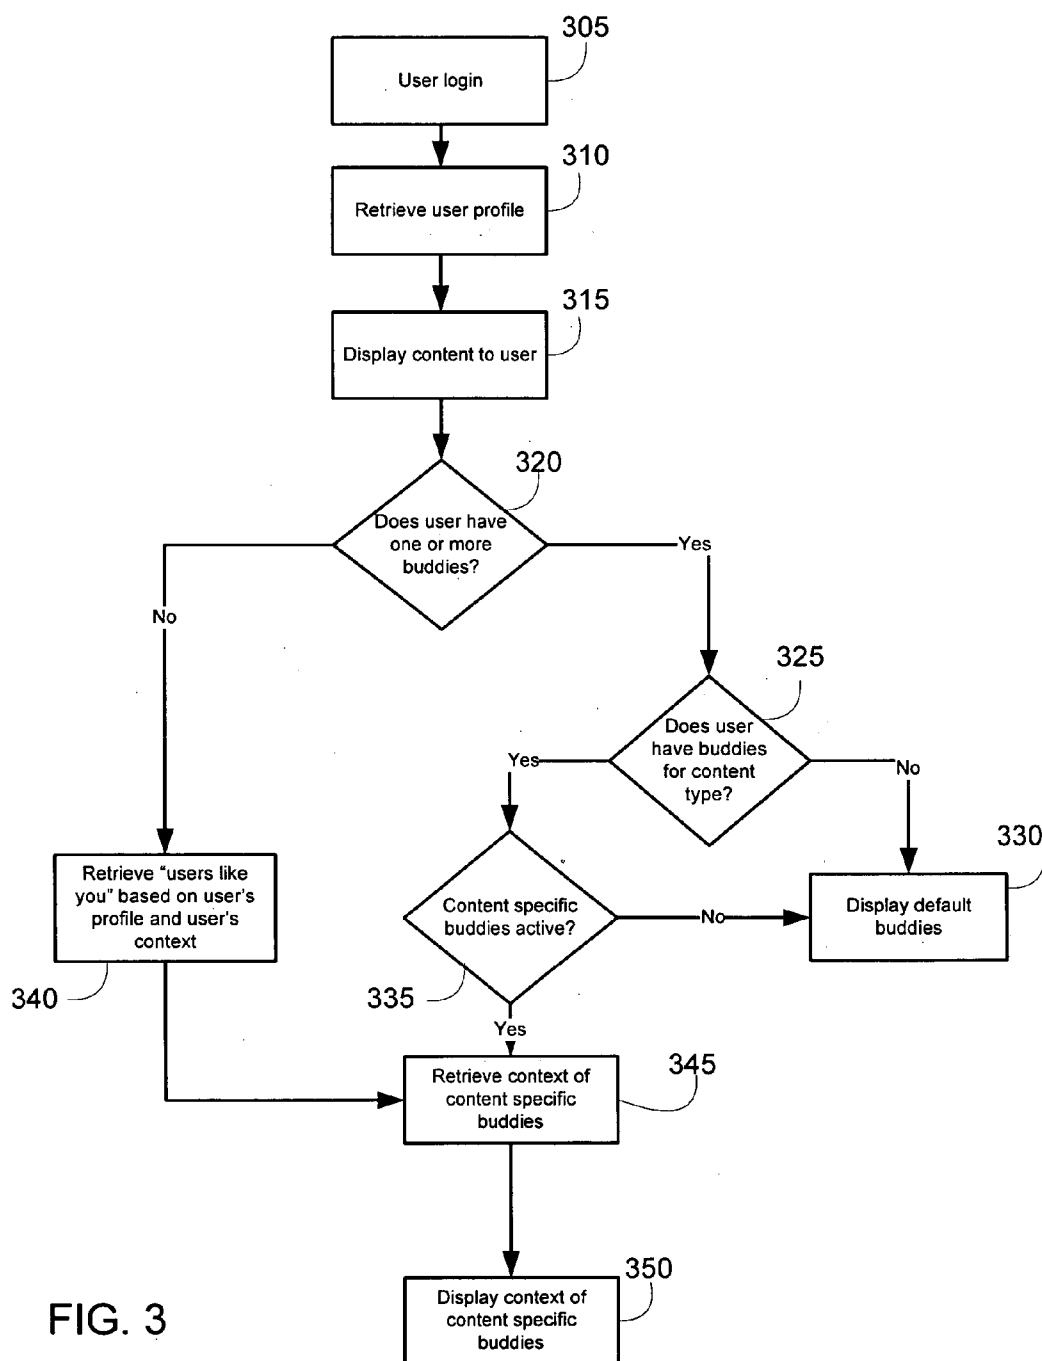 305
User login
310
Retrieve user profile
315
Display content to user
320
Does user have
one or more
buddies?
Yes
No
325
Does user
have buddies
for content
type?
Yes
No
330
Display default
buddies
Retrieve “users like
you” based on user’s
profile and user’s
context
340
Content specific
buddies active?
No
335
Yes
345
Retrieve context of
content specific
buddies
350
Display context of
content specific
buddies
FIG. 3